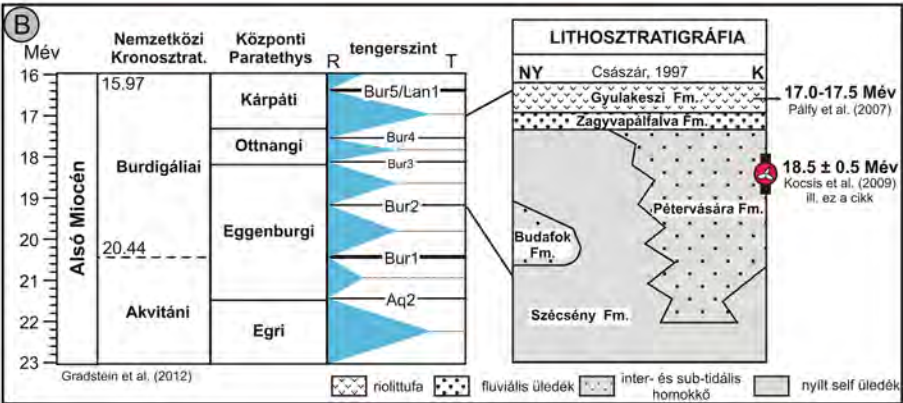 B
Mév
Nemzetközi
Kronosztrat.
Központi
Paratethys
tengerszint
R T
16
17
18
19
20
21
22
23
Alsó Miocén
15.97
Burdigáliai
20.44
Akvitáni
Kárpáti
Ottnangi
Eggenburgi
Egri
Bur5/Lan1
Bur4
Bur3
Bur2
Bur1
Aq2
Gradstein et al. (2012)
LITHOSZTRATIGRÁFIA
NY Császár, 1997 K
Gyulakeszi Fm.
Zagyvapálfalva Fm.
Pétervására Fm.
Budafok
Fm.
Szécsény Fm.
17.0-17.5 Mév
Pálfy et al. (2007)
18.5 ± 0.5 Mév
Kocsis et al. (2009)
ill. ez a cikk
riolittufa
fluviális üledék
inter- és sub-tidális
homokkő
nyílt self üledék